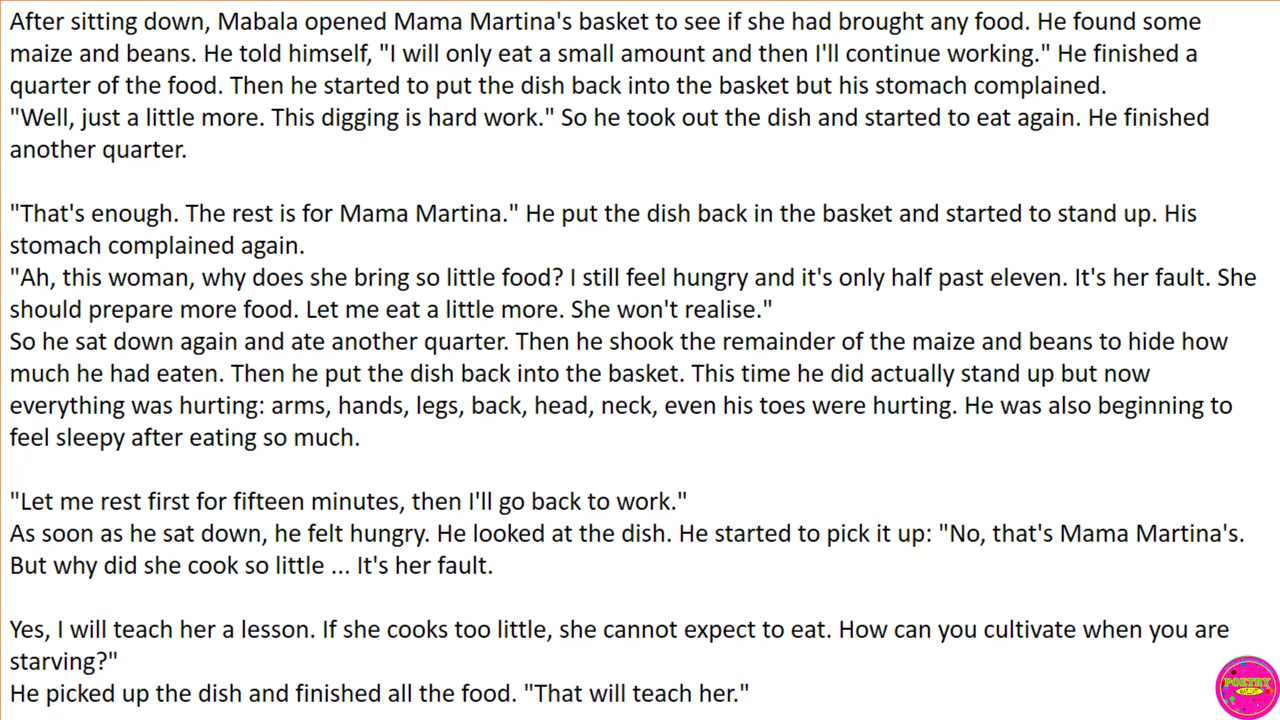 After sitting down, Mabala opened Mama Martina's basket to see if she had brought any food. He found some
maize and beans. He told himself, "I will only eat a small amount and then I'll continue working." He finished a
quarter of the food. Then he started to put the dish back into the basket but his stomach complained.
"Well, just a little more. This digging is hard work." So he took out the dish and started to eat again. He finished
another quarter.
"That's enough. The rest is for Mama Martina." He put the dish back in the basket and started to stand up. His
stomach complained again.
"Ah, this woman, why does she bring so little food? I still feel hungry and it's only half past eleven. It's her fault. She
should prepare more food. Let me eat a little more. She won't realise."
So he sat down again and ate another quarter. Then he shook the remainder of the maize and beans to hide how
much he had eaten. Then he put the dish back into the basket. This time he did actually stand up but now
everything was hurting: arms, hands, legs, back, head, neck, even his toes were hurting. He was also beginning to
feel sleepy after eating so much.
"Let me rest first for fifteen minutes, then I'll go back to work."
As soon as he sat down, he felt hungry. He looked at the dish. He started to pick it up: "No, that's Mama Martina's.
But why did she cook so little ... It's her fault.
Yes, I will teach her a lesson. If she cooks too little, she cannot expect to eat. How can you cultivate when you are
starving?"
He picked up the dish and finished all the food. "That will teach her."
POETRY